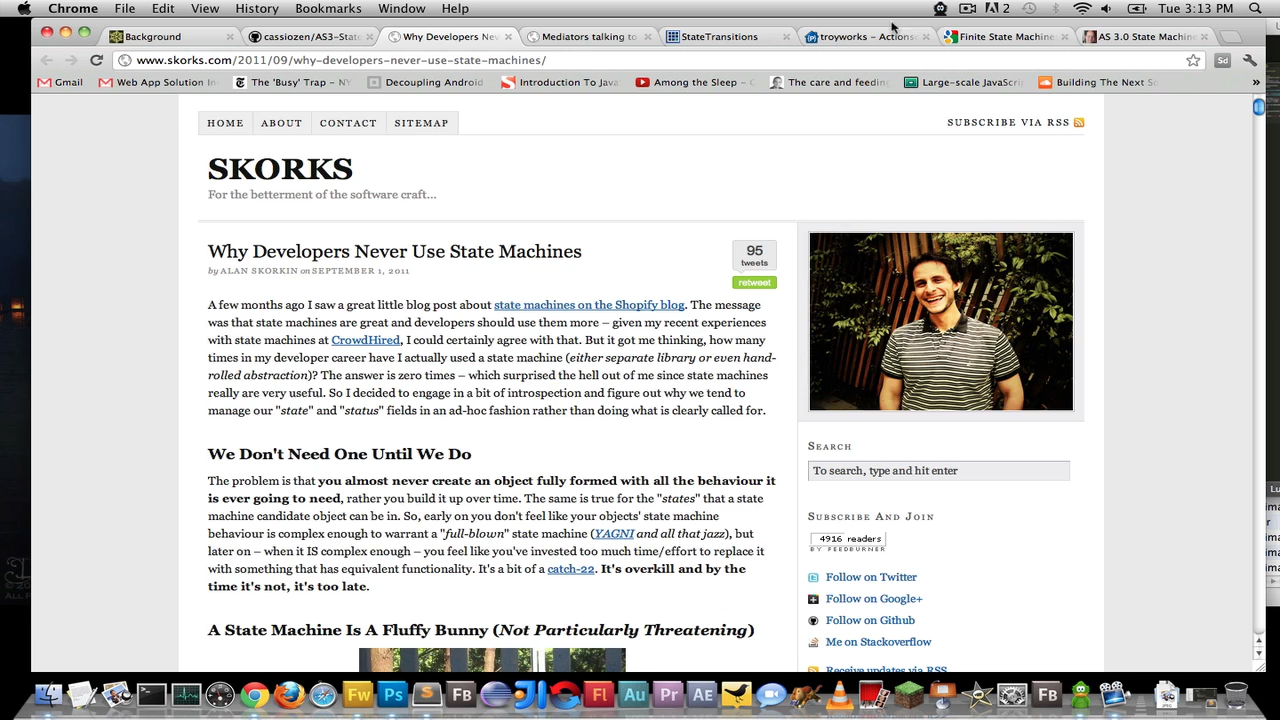 Chrome File Edit View History Bookmarks Window Help 2 Tue 3:13 PM
Background cassiozen/AS3-State Why Developers Nev Mediators talking to StateTransitions troyworks - Actions Finite State Machine AS 3.0 State Machine
www.skorks.com/2011/09/why-developers-never-use-state-machines/ Sd
Gmail Web App Solution In The 'Busy' Trap - N Decoupling Android Introduction To Java Among the Sleep - G The care and feeding Large-scale JavaScri Building The Next So »
HOME ABOUT CONTACT SITEMAP
SUBSCRIBE VIA RSS
SKORKS
For the betterment of the software craft...
Why Developers Never Use State Machines
by ALAN SKORKIN on SEPTEMBER 1, 2011
95
tweets
retweet
A few months ago I saw a great little blog post about state machines on the Shopify blog. The message
was that state machines are great and developers should use them more – given my recent experiences
with state machines at CrowdHired, I could certainly agree with that. But it got me thinking, how many
times in my developer career have I actually used a state machine (either separate library or even hand-
rolled abstraction)? The answer is zero times – which surprised the hell out of me since state machines
really are very useful. So I decided to engage in a bit of introspection and figure out why we tend to
manage our "state" and "status" fields in an ad-hoc fashion rather than doing what is clearly called for.
We Don't Need One Until We Do
The problem is that you almost never create an object fully formed with all the behaviour it
is ever going to need, rather you build it up over time. The same is true for the "states" that a state
machine candidate object can be in. So, early on you don't feel like your objects' state machine
behaviour is complex enough to warrant a "full-blown" state machine (YAGNI and all that jazz), but
later on – when it IS complex enough – you feel like you've invested too much time/effort to replace it
with something that has equivalent functionality. It's a bit of a catch-22. It's overkill and by the
time it's not, it's too late.
A State Machine Is A Fluffy Bunny (Not Particularly Threatening)
SEARCH
To search, type and hit enter
SUBSCRIBE AND JOIN
4916 readers
BY FEEDBURNER
Follow on Twitter
Follow on Google+
Follow on Github
Me on Stackoverflow
Receive updates via RSS
Fw Ps S FB Fl Au Pr AE FB